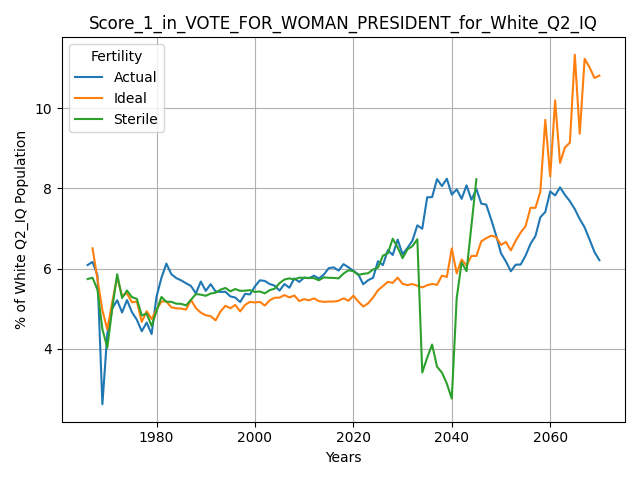 Score_1_in_VOTE_FOR_WOMAN_PRESIDENT_for_White_Q2_IQ
Fertility
Actual
Ideal
Sterile
% of White Q2_IQ Population
10
8
6
4
1980
2000
2020
2040
2060
Years